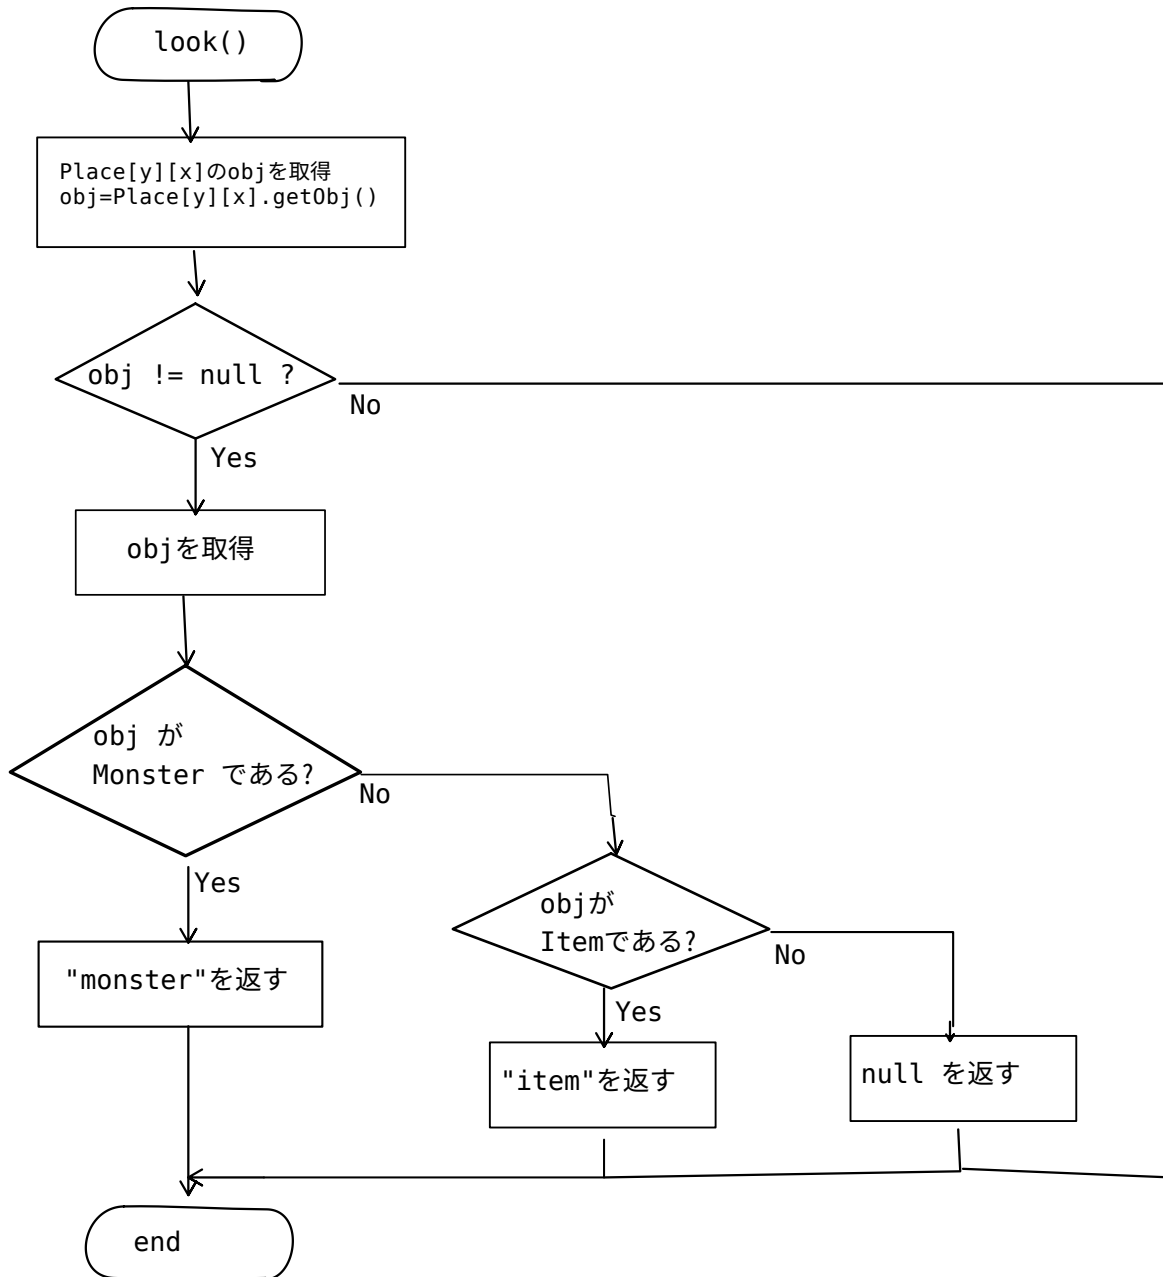 look()
Place[y][x]のobjを取得
obj=Place[y][x].getObj()
obj != null ?
No
Yes
objを取得
obj が
Monster である?
No
Yes
objが
Itemである?
No
"monster"を返す
Yes
"item"を返す
null を返す
end